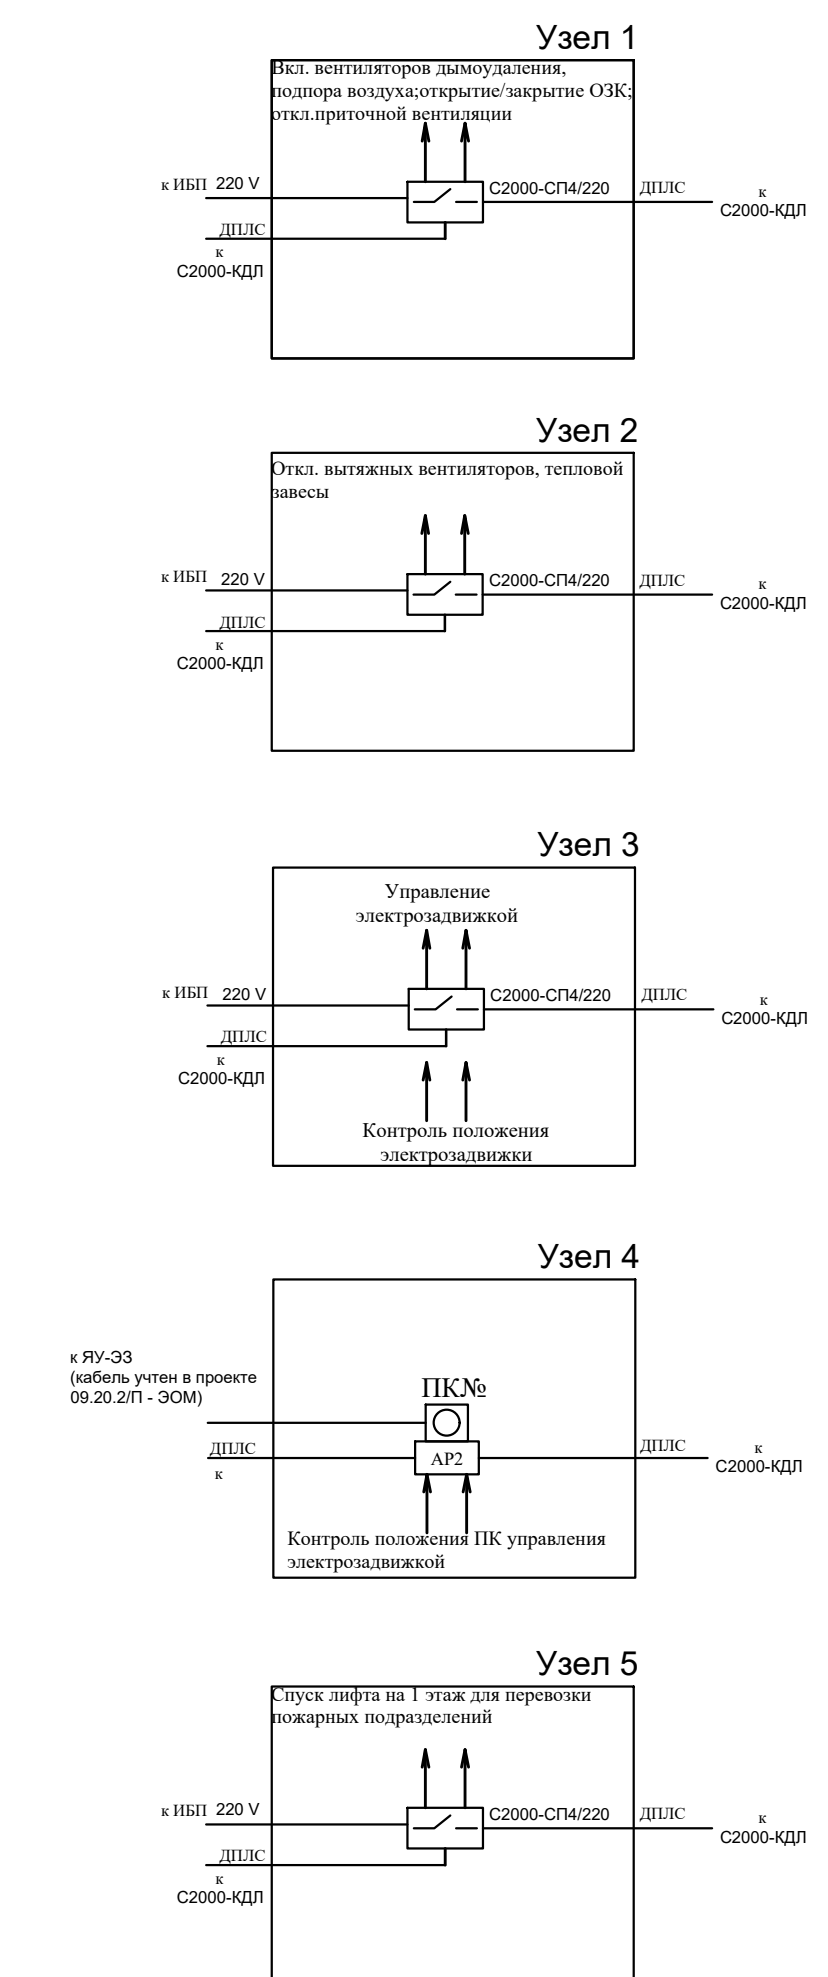 Узел 1
Вкл. вентиляторов дымоудаления,
подпора воздуха;открытие/закрытие ОЗК;
откл.приточной вентиляции
к ИБП 220 V
С2000-СП4/220
ДПЛС
к
С2000-КДЛ
ДПЛС
к
С2000-КДЛ
Узел 2
Откл. вытяжных вентиляторов, тепловой
завесы
к ИБП 220 V
С2000-СП4/220
ДПЛС
к
С2000-КДЛ
ДПЛС
к
С2000-КДЛ
Узел 3
Управление
электрозадвижкой
к ИБП 220 V
С2000-СП4/220
ДПЛС
к
С2000-КДЛ
ДПЛС
к
С2000-КДЛ
Контроль положения
электрозадвижки
Узел 4
к ЯУ-ЭЗ
(кабель учтен в проекте
09.20.2/П - ЭОМ)
ПК№
ДПЛС
к
АР2
ДПЛС
к
С2000-КДЛ
Контроль положения ПК управления
электрозадвижкой
Узел 5
Спуск лифта на 1 этаж для перевозки
пожарных подразделений
к ИБП 220 V
С2000-СП4/220
ДПЛС
к
С2000-КДЛ
ДПЛС
к
С2000-КДЛ